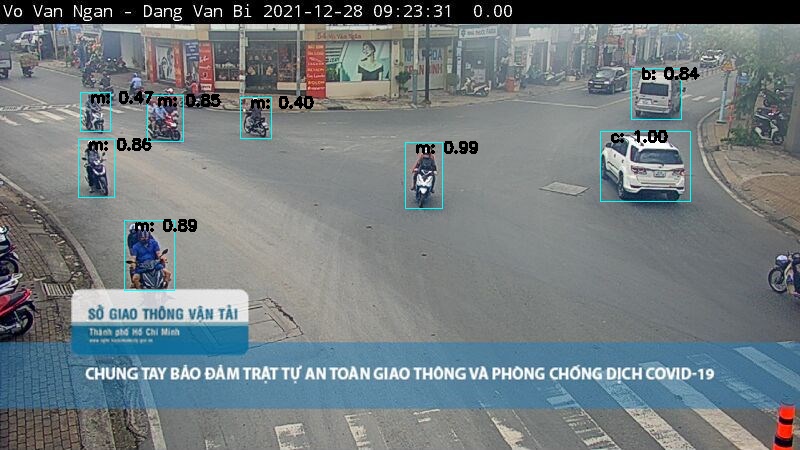 Vo Van Ngan - Dang Van Bi 2021-12-28 09:23:31 0.00
b: 0.84
m: 0.47
m: 0.85
m: 0.40
c: 1.00
m: 0.86
m: 0.99
m: 0.89
SỞ GIAO THÔNG VẬN TẢI
Thành phố Hồ Chí Minh
CHUNG TAY BẢO ĐẢM TRẬT TỰ AN TOÀN GIAO THÔNG VÀ PHÒNG CHỐNG DỊCH COVID-19